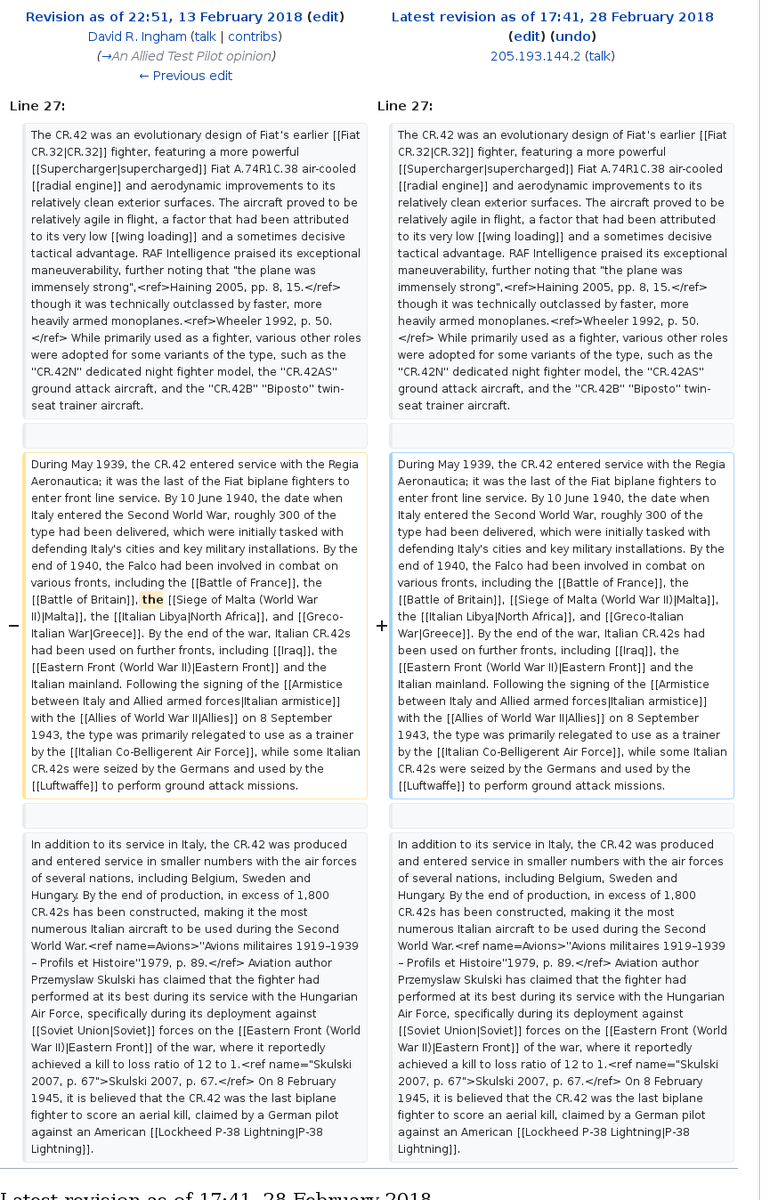 Revision as of 22:51, 13 February 2018 (edit)
David R. Ingham (talk | contribs)
(→An Allied Test Pilot opinion)
← Previous edit
Latest revision as of 17:41, 28 February 2018
(edit) (undo)
205.193.144.2 (talk)
Line 27:
The CR.42 was an evolutionary design of Fiat's earlier [[Fiat
CR.32|CR.32]] fighter, featuring a more powerful
[[Supercharger|supercharged]] Fiat A.74R1C.38 air-cooled
[[radial engine]] and aerodynamic improvements to its
relatively clean exterior surfaces. The aircraft proved to be
relatively agile in flight, a factor that had been attributed
to its very low [[wing loading]] and a sometimes decisive
tactical advantage. RAF Intelligence praised its exceptional
maneuverability, further noting that "the plane was
immensely strong",<ref>Haining 2005, pp. 8, 15.</ref>
though it was technically outclassed by faster, more
heavily armed monoplanes.<ref>Wheeler 1992, p. 50.
</ref> While primarily used as a fighter, various other roles
were adopted for some variants of the type, such as the
''CR.42N'' dedicated night fighter model, the ''CR.42AS''
ground attack aircraft, and the ''CR.42B'' ''Biposto'' twin-
seat trainer aircraft.
− During May 1939, the CR.42 entered service with the Regia
Aeronautica; it was the last of the Fiat biplane fighters to
enter front line service. By 10 June 1940, the date when
Italy entered the Second World War, roughly 300 of the
type had been delivered, which were initially tasked with
defending Italy's cities and key military installations. By the
end of 1940, the Falco had been involved in combat on
various fronts, including the [[Battle of France]], the
[[Battle of Britain]], the [[Siege of Malta (World War
II)|Malta]], the [[Italian Libya|North Africa]], and [[Greco-
Italian War|Greece]]. By the end of the war, Italian CR.42s
had been used on further fronts, including [[Iraq]], the
[[Eastern Front (World War II)|Eastern Front]] and the
Italian mainland. Following the signing of the [[Armistice
between Italy and Allied armed forces|Italian armistice]]
with the [[Allies of World War II|Allies]] on 8 September
1943, the type was primarily relegated to use as a trainer
by the [[Italian Co-Belligerent Air Force]], while some Italian
CR.42s were seized by the Germans and used by the
[[Luftwaffe]] to perform ground attack missions.
In addition to its service in Italy, the CR.42 was produced
and entered service in smaller numbers with the air forces
of several nations, including Belgium, Sweden and
Hungary. By the end of production, in excess of 1,800
CR.42s has been constructed, making it the most
numerous Italian aircraft to be used during the Second
World War.<ref name=Avions>''Avions militaires 1919–1939
– Profils et Histoire''1979, p. 89.</ref> Aviation author
Przemyslaw Skulski has claimed that the fighter had
performed at its best during its service with the Hungarian
Air Force, specifically during its deployment against
[[Soviet Union|Soviet]] forces on the [[Eastern Front (World
War II)|Eastern Front]] of the war, where it reportedly
achieved a kill to loss ratio of 12 to 1.<ref name="Skulski
2007, p. 67">Skulski 2007, p. 67.</ref> On 8 February
1945, it is believed that the CR.42 was the last biplane
fighter to score an aerial kill, claimed by a German pilot
against an American [[Lockheed P-38 Lightning|P-38
Lightning]].
Line 27:
The CR.42 was an evolutionary design of Fiat's earlier [[Fiat
CR.32|CR.32]] fighter, featuring a more powerful
[[Supercharger|supercharged]] Fiat A.74R1C.38 air-cooled
[[radial engine]] and aerodynamic improvements to its
relatively clean exterior surfaces. The aircraft proved to be
relatively agile in flight, a factor that had been attributed
to its very low [[wing loading]] and a sometimes decisive
tactical advantage. RAF Intelligence praised its exceptional
maneuverability, further noting that "the plane was
immensely strong",<ref>Haining 2005, pp. 8, 15.</ref>
though it was technically outclassed by faster, more
heavily armed monoplanes.<ref>Wheeler 1992, p. 50.
</ref> While primarily used as a fighter, various other roles
were adopted for some variants of the type, such as the
''CR.42N'' dedicated night fighter model, the ''CR.42AS''
ground attack aircraft, and the ''CR.42B'' ''Biposto'' twin-
seat trainer aircraft.
+ During May 1939, the CR.42 entered service with the Regia
Aeronautica; it was the last of the Fiat biplane fighters to
enter front line service. By 10 June 1940, the date when
Italy entered the Second World War, roughly 300 of the
type had been delivered, which were initially tasked with
defending Italy's cities and key military installations. By the
end of 1940, the Falco had been involved in combat on
various fronts, including the [[Battle of France]], the
[[Battle of Britain]], [[Siege of Malta (World War II)|Malta]],
the [[Italian Libya|North Africa]], and [[Greco-Italian
War|Greece]]. By the end of the war, Italian CR.42s had
been used on further fronts, including [[Iraq]], the
[[Eastern Front (World War II)|Eastern Front]] and the
Italian mainland. Following the signing of the [[Armistice
between Italy and Allied armed forces|Italian armistice]]
with the [[Allies of World War II|Allies]] on 8 September
1943, the type was primarily relegated to use as a trainer
by the [[Italian Co-Belligerent Air Force]], while some Italian
CR.42s were seized by the Germans and used by the
[[Luftwaffe]] to perform ground attack missions.
In addition to its service in Italy, the CR.42 was produced
and entered service in smaller numbers with the air forces
of several nations, including Belgium, Sweden and
Hungary. By the end of production, in excess of 1,800
CR.42s has been constructed, making it the most
numerous Italian aircraft to be used during the Second
World War.<ref name=Avions>''Avions militaires 1919–1939
– Profils et Histoire''1979, p. 89.</ref> Aviation author
Przemyslaw Skulski has claimed that the fighter had
performed at its best during its service with the Hungarian
Air Force, specifically during its deployment against
[[Soviet Union|Soviet]] forces on the [[Eastern Front (World
War II)|Eastern Front]] of the war, where it reportedly
achieved a kill to loss ratio of 12 to 1.<ref name="Skulski
2007, p. 67">Skulski 2007, p. 67.</ref> On 8 February
1945, it is believed that the CR.42 was the last biplane
fighter to score an aerial kill, claimed by a German pilot
against an American [[Lockheed P-38 Lightning|P-38
Lightning]].
Latest revision as of 17:41, 28 February 2018